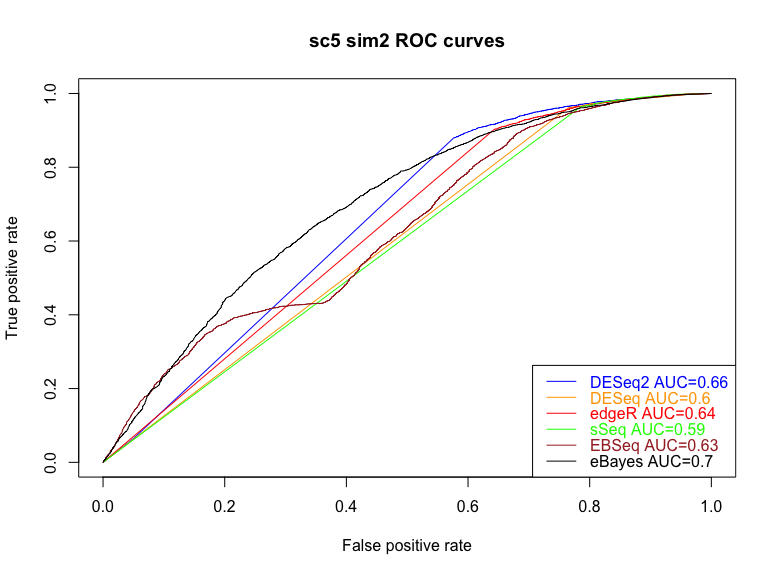 sc5 sim2 ROC curves
True positive rate
1.0
0.8
0.6
0.4
0.2
0.0
DESeq2 AUC=0.66
DESeq AUC=0.6
edgeR AUC=0.64
sSeq AUC=0.59
EBSeq AUC=0.63
eBayes AUC=0.7
0.0 0.2 0.4 0.6 0.8 1.0
False positive rate